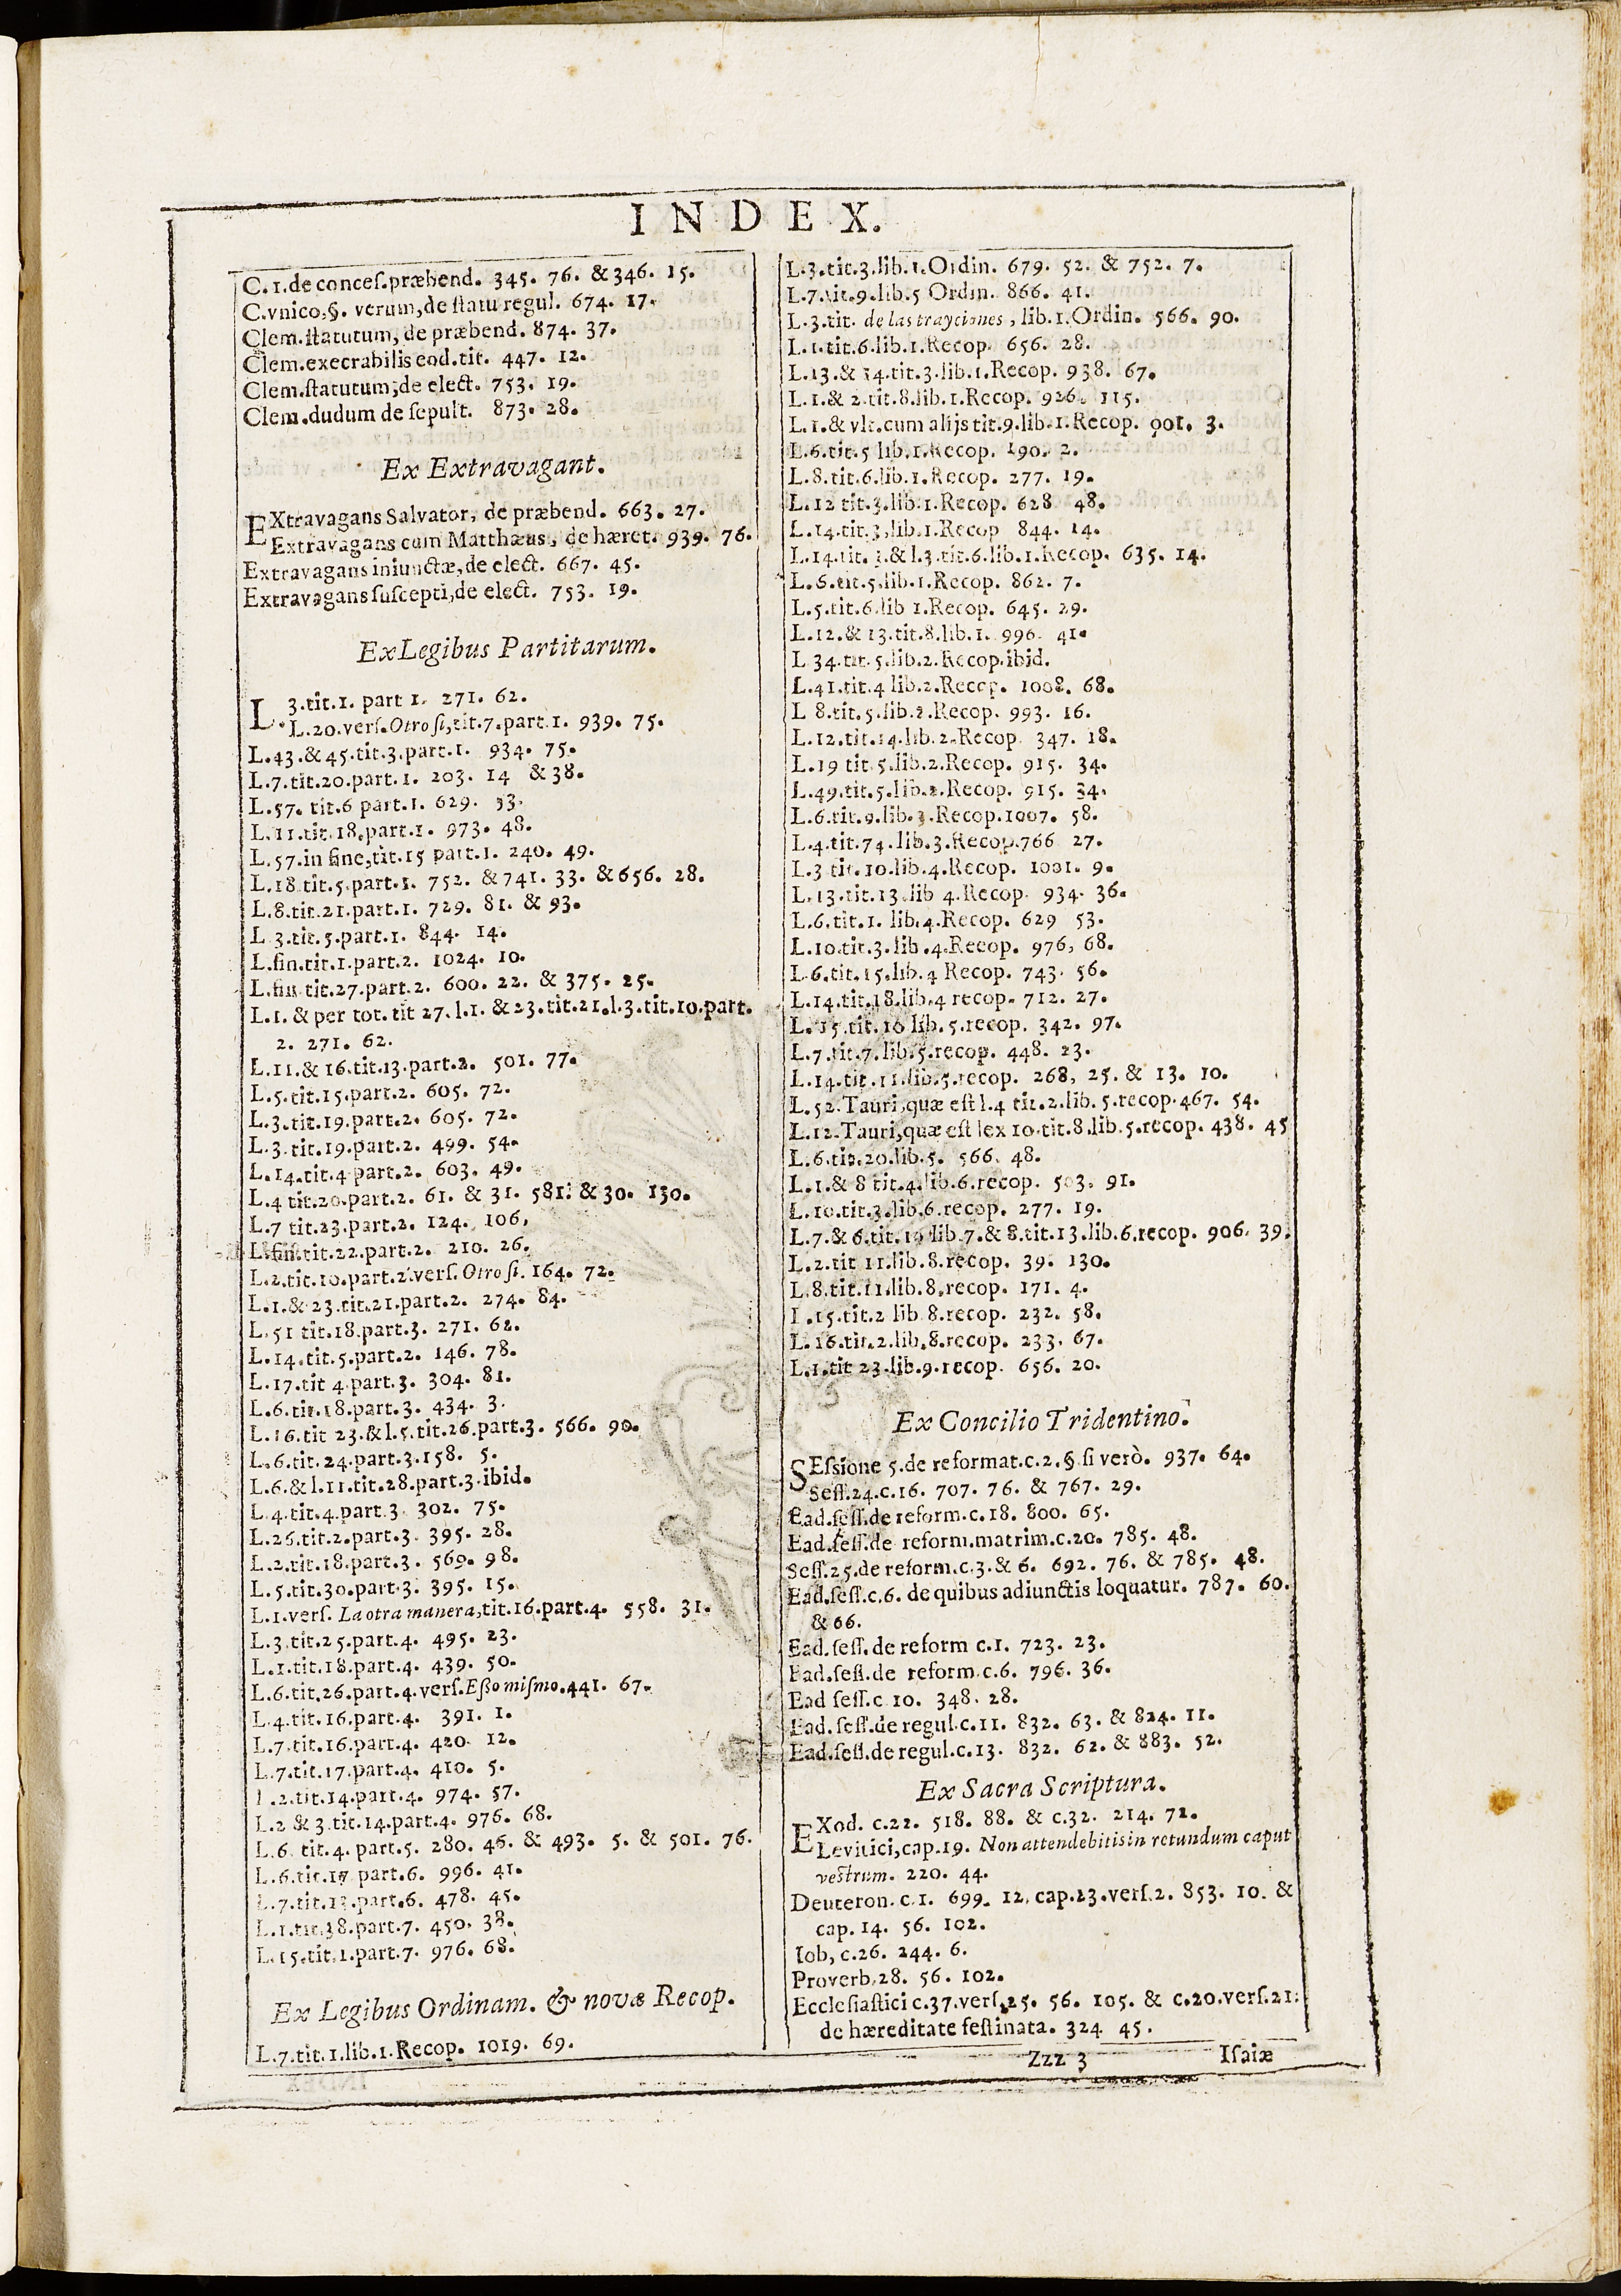 INDEX.
C.1.de conceſ.præbend. 345. 76. & 346. 15.
C.vnico,§. verum,de ſtatu regul. 674. 17.
Clem.ſtatutum, de præbend. 874. 37.
Clem.execrabilis eod.tit. 447. 12.
Clem.ſtatutum,de elect. 753. 19.
Clem.dudum de ſepult. 873. 28.
Ex Extravagant.
EXtravagans Salvator, de præbend. 663. 27.
Extravagans cum Matthæus, de hæret. 939. 76.
Extravagans iniunctæ,de elect. 667. 45.
Extravagans ſuſcepti,de elect. 753. 19.
Ex Legibus Partitarum.
L. 3.tit.1. part 1. 271. 62.
L.20.verſ.Otro ſi,tit.7.part.1. 939. 75.
L.43.& 45.tit.3.part.1. 934. 75.
L.7.tit.20.part.1. 203. 14 & 38.
L.57. tit.6 part.1. 629. 53.
L.11.tit.18.part.1. 973. 48.
L.57.in fine,tit.15 part.1. 240. 49.
L.18 tit.5.part.1. 752. & 741. 33. & 656. 28.
L.8.tit.21.part.1. 729. 81. & 93.
L 3.tit.5.part.1. 844. 14.
L.fin.tit.1.part.2. 1024. 10.
L.fin tit.27.part.2. 600. 22. & 375. 25.
L.1. & per tot. tit 27. l.1. & 23.tit.21.l.3.tit.10.part.
2. 271. 62.
L.11.& 16.tit.13.part.2. 501. 77.
L.5.tit.15.part.2. 605. 72.
L.3.tit.19.part.2. 605. 72.
L.3.tit.19.part.2. 499. 54.
L.14.tit.4 part.2. 603. 49.
L.4 tit.20.part.2. 61. & 31. 581. & 30. 130.
L.7 tit.23.part.2. 124. 106.
L.fin.tit.22.part.2. 210. 26.
L.2.tit.10.part.2.verſ.Otro ſi. 164. 72.
L.1.& 23.tit.21.part.2. 274. 84.
L.51 tit.18.part.3. 271. 62.
L.14.tit.5.part.2. 146. 78.
L.17.tit 4.part.3. 304. 81.
L.6.tit.18.part.3. 434. 3.
L.16.tit 23.& l.5.tit.26.part.3. 566. 90.
L.6.tit.24.part.3.158. 5.
L.6.& l.11.tit.28.part.3.ibid.
L.4.tit.4.part 3. 302. 75.
L.26.tit.2.part.3. 395. 28.
L.2.tit.18.part.3. 569. 98.
L.5.tit.30.part.3. 395. 15.
L.1.verſ. La otra manera,tit.16.part.4. 558. 31.
L.3.tit.25.part.4. 495. 23.
L.1.tit.18.part.4. 439. 50.
L.6.tit.26.part.4.verſ.Eſſo miſmo.441. 67.
L.4.tit.16.part.4. 391. 1.
L.7.tit.16.part.4. 420. 12.
L.7.tit.17.part.4. 410. 5.
L.2.tit.14.part.4. 974. 57.
L.2 & 3.tit.14.part.4. 976. 68.
L.6. tit.4. part.5. 280. 46. & 493. 5. & 501. 76.
L.6.tit.17 part.6. 996. 41.
L.7.tit.13.part.6. 478. 45.
L.1.tit.38.part.7. 450. 38.
L.15.tit.1.part.7. 976. 68.
Ex Legibus Ordinam. & novæ Recop.
L.7.tit.1.lib.1.Recop. 1019. 69.
L.3.tit.3.lib.1.Ordin. 679. 52. & 752. 7.
L.7.tit.9.lib.5 Ordin. 866. 41.
L.3.tit. de las trayciones, lib.1.Ordin. 566. 90.
L.1.tit.6.lib.1.Recop. 656. 28.
L.13.& 14.tit.3.lib.1.Recop. 938. 67.
L.1.& 2.tit.8.lib.1.Recop. 926. 115.
L.1.& vlt.cum alijs tit.9.lib.1.Recop. 901. 3.
L.6.tit.5 lib.1.Recop. 190. 2.
L.8.tit.6.lib.1.Recop. 277. 19.
L.12 tit.3.lib.1.Recop. 628 48.
L.14.tit.3.lib.1.Recop 844. 14.
L.14.tit.3.& l.3.tit.6.lib.1.Recop. 635. 14.
L.6.tit.5.lib.1.Recop. 862. 7.
L.5.tit.6.lib 1.Recop. 645. 29.
L.12.& 13.tit.8.lib.1. 996. 41.
L 34.tit.5.lib.2.Recop.ibid.
L.41.tit.4 lib.2.Recop. 1008. 68.
L 8.tit.5.lib.2.Recop. 993. 16.
L.12.tit.14.lib.2.Recop. 347. 18.
L.19 tit.5.lib.2.Recop. 915. 34.
L.49.tit.5.lib.2.Recop. 915. 34.
L.6.tit.9.lib.3.Recop.1007. 58.
L.4.tit.74.lib.3.Recop.766 27.
L.3 tit.10.lib.4.Recop. 1001. 9.
L.13.tit.13.lib 4.Recop. 934. 36.
L.6.tit.1. lib.4.Recop. 629 53.
L.10.tit.3.lib.4.Recop. 976, 68.
L.6.tit.15.lib.4 Recop. 743. 56.
L.14.tit.18.lib.4 recop. 712. 27.
L.15.tit.16 lib.5.recop. 342. 97.
L.7.tit.7.lib.5.recop. 448. 23.
L.14.tit.11.lib.5.recop. 268, 25. & 13. 10.
L.52.Tauri,quæ eſt l.4 tit.2.lib.5.recop.467. 54.
L.12.Tauri,quæ eſt lex 10.tit.8.lib.5.recop. 438. 45
L.6.tit.20.lib.5. 566. 48.
L.1.& 8 tit.4.lib.6.recop. 503. 91.
L.10.tit.3.lib.6.recop. 277. 19.
L.7.& 6.tit.19 lib.7.& 8.tit.13.lib.6.recop. 906. 39.
L.2.tit 11.lib.8.recop. 39. 130.
L.8.tit.11.lib.8.recop. 171. 4.
L.15.tit.2 lib 8.recop. 232. 58.
L.16.tit.2.lib.8.recop. 233. 67.
L.1.tit 23.lib.9.recop. 656. 20.
Ex Concilio Tridentino.
SEſsione 5.de reformat.c.2.§.ſi verò. 937. 64.
Seſſ.24.c.16. 707. 76. & 767. 29.
Ead.ſeſſ.de reform.c.18. 800. 65.
Ead.ſeſſ.de reform.matrim.c.20. 785. 48.
Seſſ.25.de reform.c.3.& 6. 692. 76. & 785. 48.
Ead.ſeſſ.c.6. de quibus adiunctis loquatur. 787. 60.
& 66.
Ead.ſeſſ.de reform c.1. 723. 23.
Ead.ſeſſ.de reform.c.6. 796. 36.
Ead ſeſſ.c 10. 348. 28.
Ead.ſeſſ.de regul.c.11. 832. 63. & 824. 11.
Ead.ſeſſ.de regul.c.13. 832. 62. & 883. 52.
Ex Sacra Scriptura.
EXod. c.22. 518. 88. & c.32. 214. 72.
Levitici,cap.19. Non attendebitis in retundum caput
veſtrum. 220. 44.
Deuteron.c.1. 699. 12.cap.23.verſ.2. 853. 10. &
cap. 14. 56. 102.
Iob, c.26. 244. 6.
Proverb.28. 56. 102.
Eccleſiaſtici c.37.verſ.25. 56. 105. & c.20.verſ.21.
de hæreditate feſtinata. 324 45.
Zzz 3
Iſaiæ